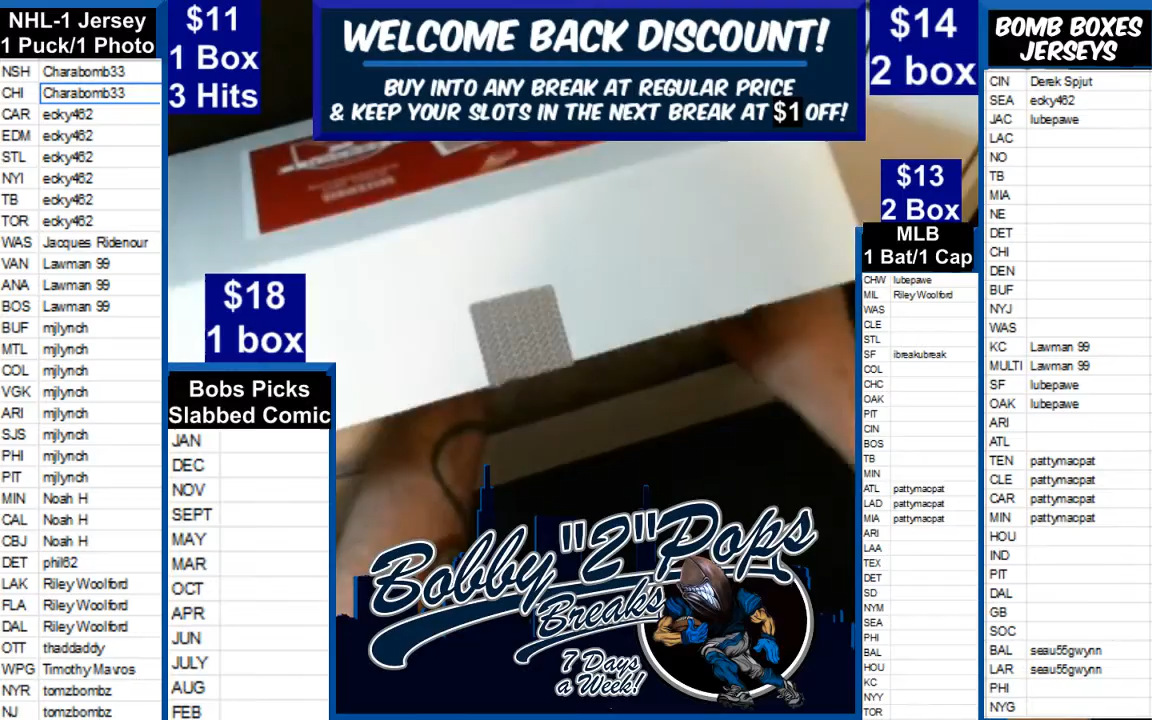 NHL-1 Jersey
1 Puck/1 Photo
NSH Charabomb33
CHI Charabomb33
CAR eoky462
EDM eoky462
STL eoky462
NYI eoky462
TB eoky462
TOR eoky462
WAS Jacques Ridenour
VAN Lawman 99
ANA Lawman 99
BOS Lawman 99
BUF mjlynch
MTL mjlynch
COL mjlynch
VGK mjlynch
ARI mjlynch
SJS mjlynch
PHI mjlynch
PIT mjlynch
MIN Noah H
CAL Noah H
CBJ Noah H
DET phil62
LAK Riley Woolford
FLA Riley Woolford
DAL Riley Woolford
OTT thaddaddy
WPG Timothy Mavros
NYR tomzbombz
NJ tomzbombz
$11
1 Box
3 Hits
WELCOME BACK DISCOUNT!
BUY INTO ANY BREAK AT REGULAR PRICE
& KEEP YOUR SLOTS IN THE NEXT BREAK AT $1 OFF!
$14
2 box
$18
1 box
Bobs Picks
Slabbed Comic
JAN
DEC
NOV
SEPT
MAY
MAR
OCT
APR
JUN
JULY
AUG
FEB
Bobby "2" Pops
Breaks
7 Days
a Week!
$13
2 Box
MLB
1 Bat/1 Cap
CHW lubepawe
MIL Riley Woolford
WAS
CLE
STL
SF ibreakubreak
COL
CHC
OAK
PIT
CIN
BOS
TB
MIN
ATL pattymacpat
LAD pattymacpat
MIA pattymacpat
ARI
LAA
TEX
DET
SD
NYM
SEA
PHI
BAL
HOU
KC
NYY
TOR
BOMB BOXES
JERSEYS
CIN Derek Spjut
SEA eoky462
JAC lubepawe
LAC
NO
TB
MIA
NE
DET
CHI
DEN
BUF
NYJ
WAS
KC Lawman 99
MULTI Lawman 99
SF lubepawe
OAK lubepawe
ARI
ATL
TEN pattymacpat
CLE pattymacpat
CAR pattymacpat
MIN pattymacpat
HOU
IND
PIT
DAL
GB
SOC
BAL seau55gwynn
LAR seau55gwynn
PHI
NYG